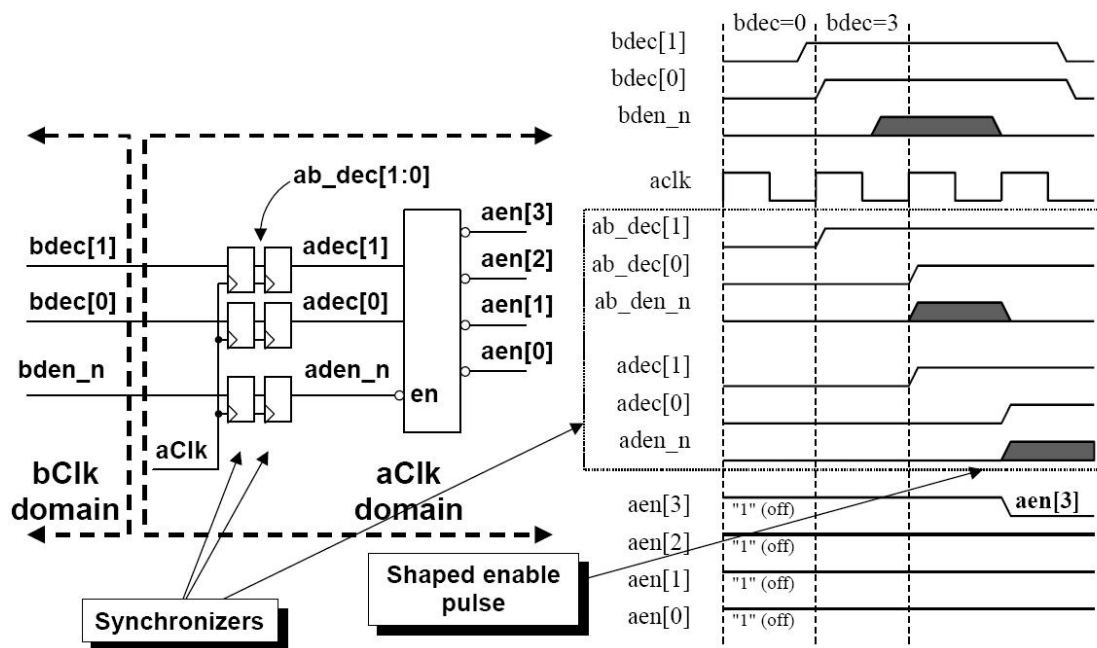 ab_dec[1:0]
bdec[1]
adec[1]
bdec[0]
adec[0]
bden_n
aden_n
en
aen[3]
aen[2]
aen[1]
aen[0]
aClk
bClk
domain
aClk
domain
Synchronizers
Shaped enable
pulse
bdec=0 bdec=3
bdec[1]
bdec[0]
bden_n
aclk
ab_dec[1]
ab_dec[0]
ab_den_n
adec[1]
adec[0]
aden_n
aen[3] "1" (off) aen[3]
aen[2] "1" (off)
aen[1] "1" (off)
aen[0] "1" (off)